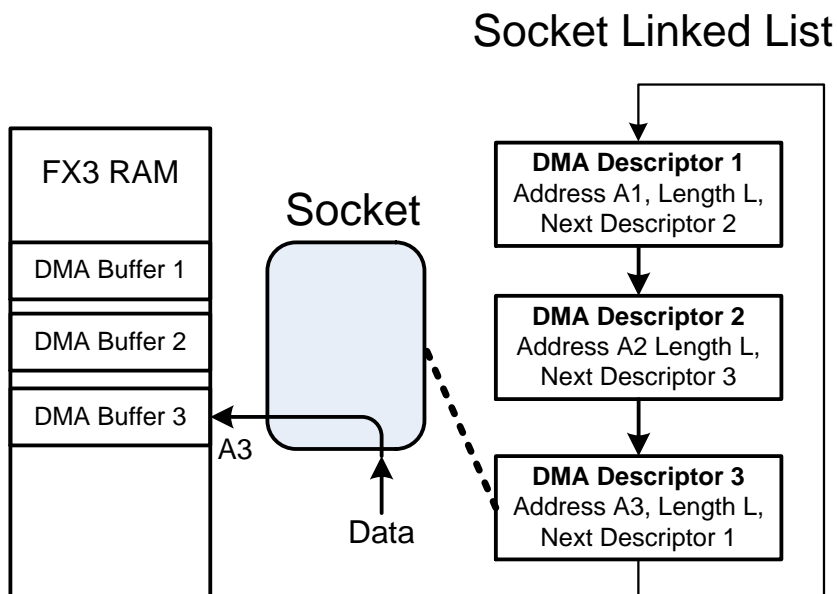 Socket Linked List
FX3 RAM
DMA Buffer 1
DMA Buffer 2
DMA Buffer 3
Socket
A3
Data
DMA Descriptor 1
Address A1, Length L,
Next Descriptor 2
DMA Descriptor 2
Address A2 Length L,
Next Descriptor 3
DMA Descriptor 3
Address A3, Length L,
Next Descriptor 1